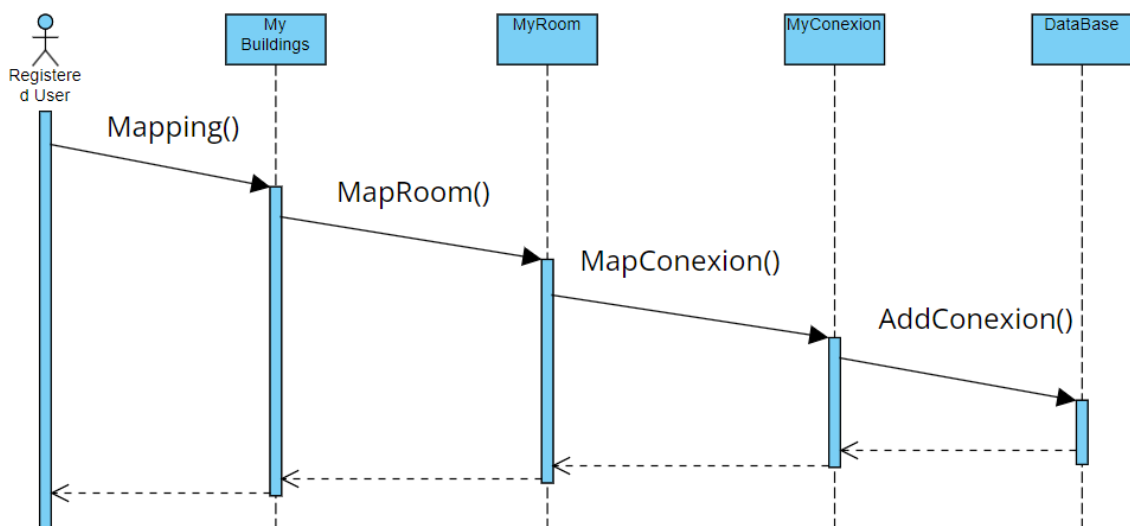 My
Buildings
MyRoom
MyConexion
DataBase
Registere
d User
Mapping()
MapRoom()
MapConexion()
AddConexion()